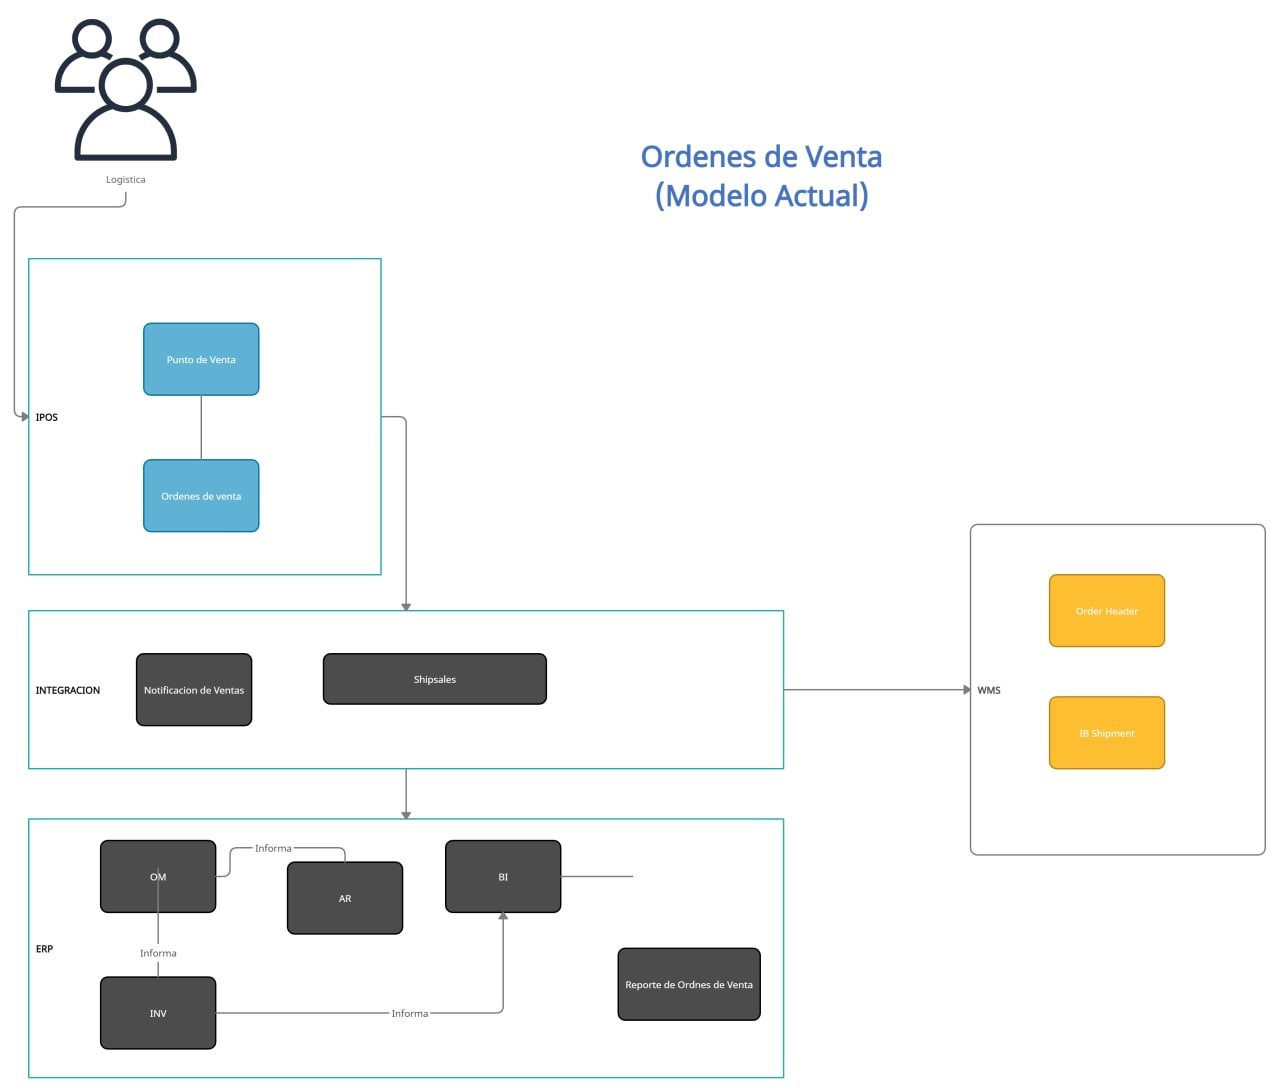 Logistica
Ordenes de Venta
(Modelo Actual)
Punto de Venta
IPOS
Ordenes de venta
Order Header
INTEGRACION
Notificacion de Ventas
Shipsales
WMS
IB Shipment
OM
Informa
AR
BI
ERP
Informa
Reporte de Ordnes de Venta
INV
Informa